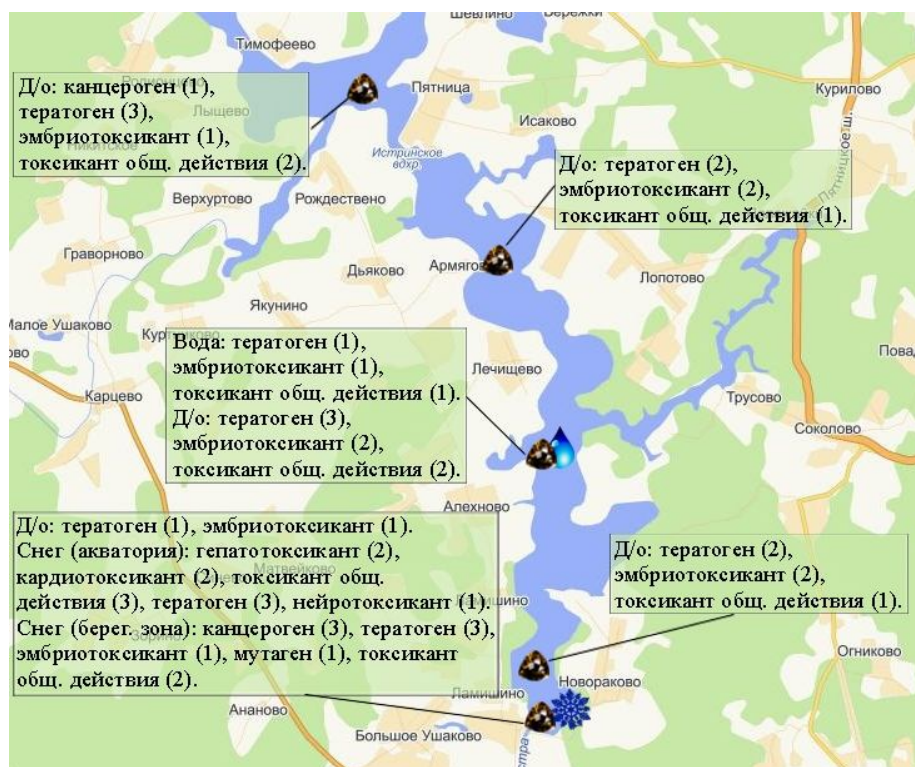 Шевлино
Бережки
Тимофеево
Д/о: канцероген (1),
тератоген (3),
эмбриотоксикант (1),
токсикант общ. действия (2).
Лыщево
Пятница
Курилово
Исаково
Пятницкое ш.
Истринское
вдхр.
Д/о: тератоген (2),
эмбриотоксикант (2),
токсикант общ. действия (1).
Верхуртово
Рождествено
Граворново
Дьяково
Лопотово
Якунино
Малое Ушаково
Вода: тератоген (1),
эмбриотоксикант (1),
токсикант общ. действия (1).
Д/о: тератоген (3),
эмбриотоксикант (2),
токсикант общ. действия (2).
Лечищево
Карцево
Трусово
Соколово
Алехново
Д/о: тератоген (1), эмбриотоксикант (1).
Снег (акватория): гепатотоксикант (2),
кардиотоксикант (2), токсикант общ.
действия (3), тератоген (3), нейротоксикант (1).
Снег (берег. зона): канцероген (3), тератоген (3),
эмбриотоксикант (1), мутаген (1), токсикант
общ. действия (2).
Матвейково
Д/о: тератоген (2),
эмбриотоксикант (2),
токсикант общ. действия (1).
Огниково
Ламишино
Новораково
Ананово
Большое Ушаково